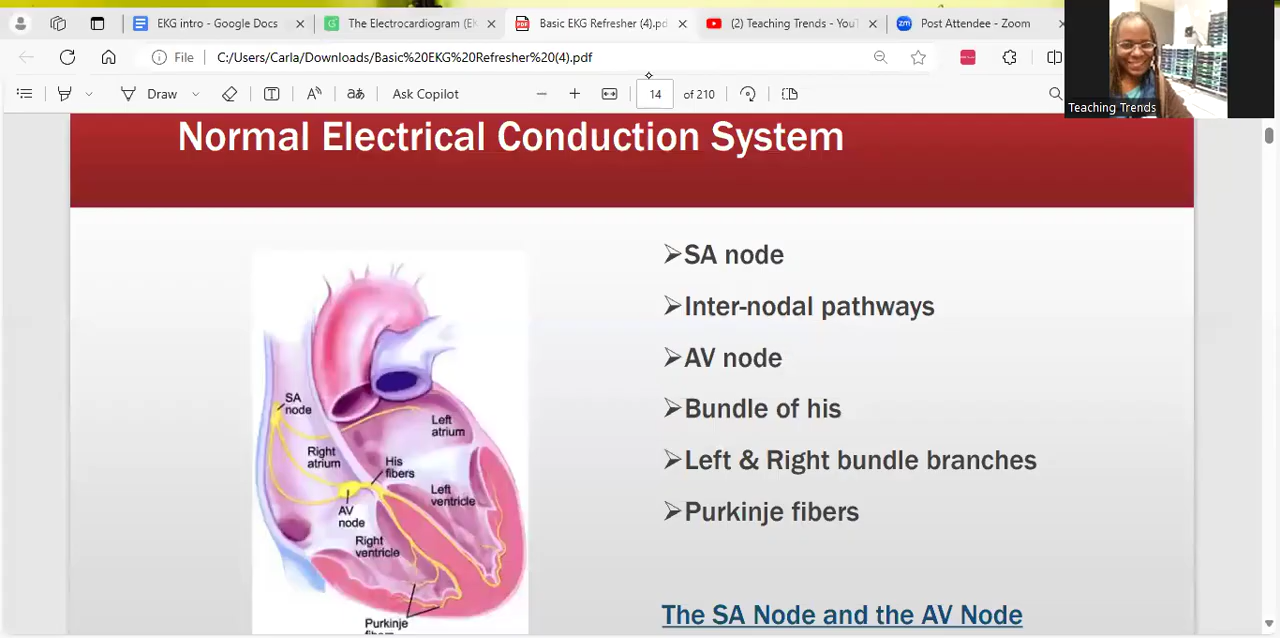 EKG intro - Google Docs
The Electrocardiogram (EK
Basic EKG Refresher (4).pd
(2) Teaching Trends - YouT
Post Attendee - Zoom
File
C:/Users/Carla/Downloads/Basic%20EKG%20Refresher%20(4).pdf
Draw
Ask Copilot
14
of 210
Teaching Trends
Normal Electrical Conduction System
SA
node
Right
atrium
Left
atrium
His
fibers
Left
ventricle
AV
node
Right
ventricle
Purkinje
➢SA node
➢Inter-nodal pathways
➢AV node
➢Bundle of his
➢Left & Right bundle branches
➢Purkinje fibers
The SA Node and the AV Node